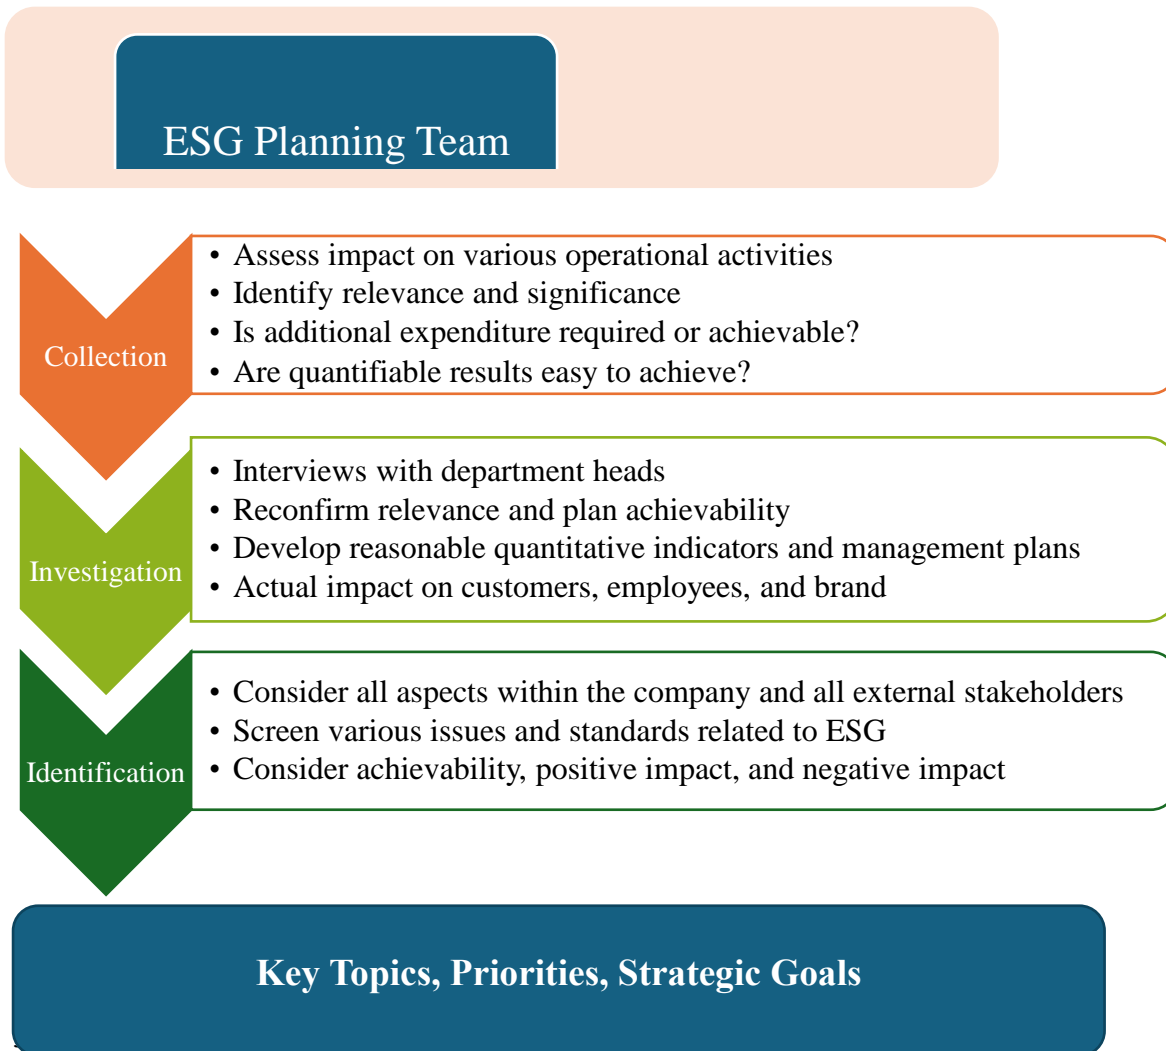 ESG Planning Team
Collection
• Assess impact on various operational activities
• Identify relevance and significance
• Is additional expenditure required or achievable?
• Are quantifiable results easy to achieve?
Investigation
• Interviews with department heads
• Reconfirm relevance and plan achievability
• Develop reasonable quantitative indicators and management plans
• Actual impact on customers, employees, and brand
Identification
• Consider all aspects within the company and all external stakeholders
• Screen various issues and standards related to ESG
• Consider achievability, positive impact, and negative impact
Key Topics, Priorities, Strategic Goals